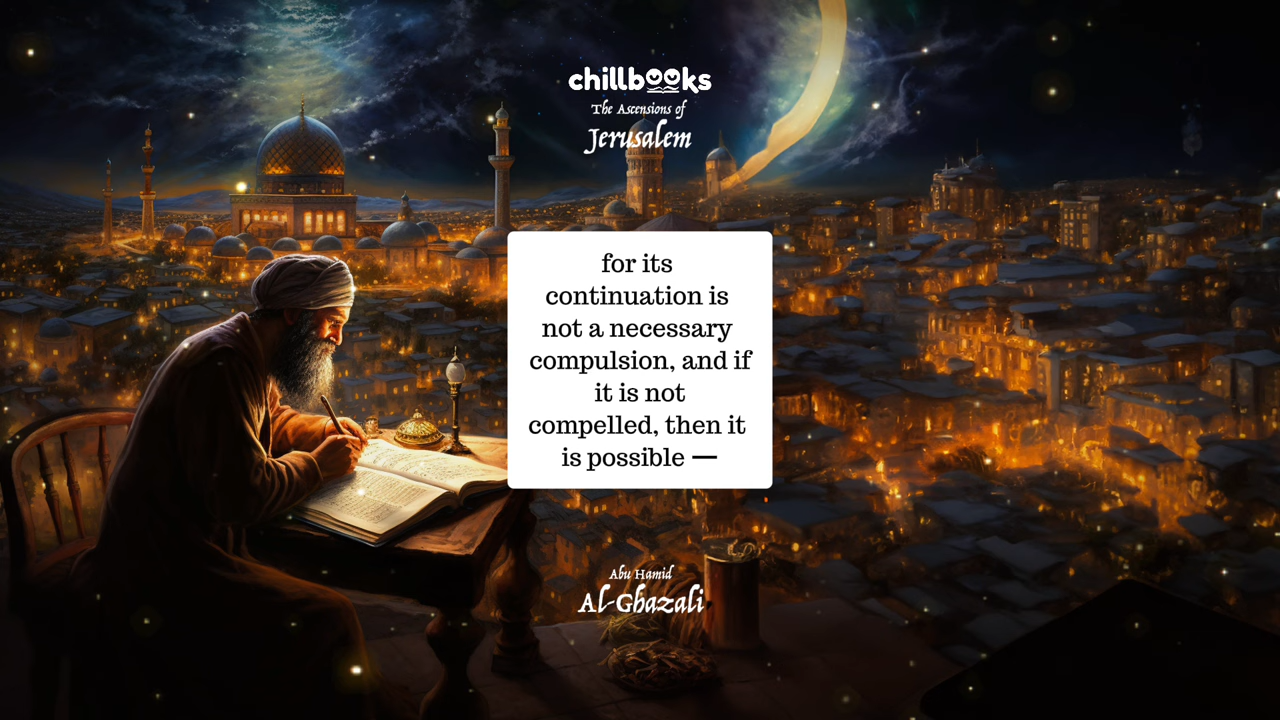 chillbooks
The Ascensions of
Jerusalem
for its
continuation is
not a necessary
compulsion, and if
it is not
compelled, then it
is possible —
Abu Hamid
Al-Ghazali